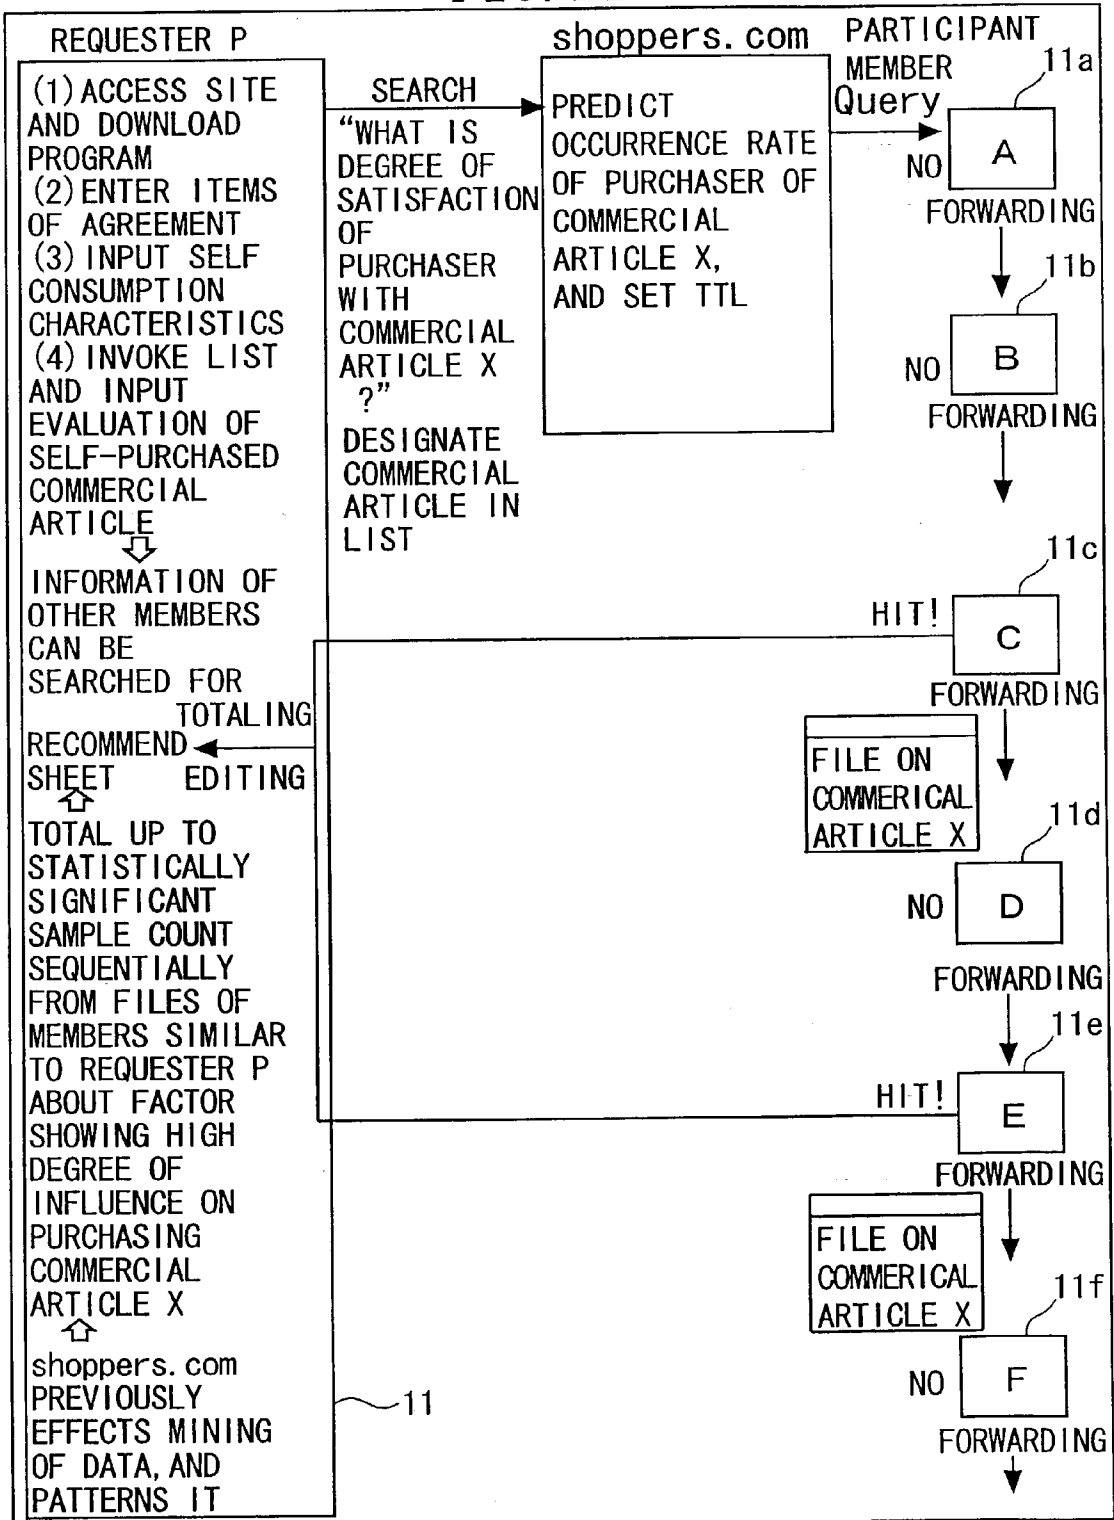 REQUESTER P
(1)ACCESS SITE
AND DOWNLOAD
PROGRAM
(2)ENTER ITEMS
OF AGREEMENT
(3)INPUT SELF
CONSUMPTION
CHARACTERISTICS
(4)INVOKE LIST
AND INPUT
EVALUATION OF
SELF-PURCHASED
COMMERCIAL
ARTICLE
INFORMATION OF
OTHER MEMBERS
CAN BE
SEARCHED FOR
TOTALING
RECOMMEND
SHEET EDITING
TOTAL UP TO
STATISTICALLY
SIGNIFICANT
SAMPLE COUNT
SEQUENTIALLY
FROM FILES OF
MEMBERS SIMILAR
TO REQUESTER P
ABOUT FACTOR
SHOWING HIGH
DEGREE OF
INFLUENCE ON
PURCHASING
COMMERCIAL
ARTICLE X
shoppers.com
PREVIOUSLY
EFFECTS MINING
OF DATA, AND
PATTERNS IT
11
SEARCH
“WHAT IS
DEGREE OF
SATISFACTION
OF
PURCHASER
WITH
COMMERCIAL
ARTICLE X
?”
DESIGNATE
COMMERCIAL
ARTICLE IN
LIST
shoppers.com
PREDICT
OCCURRENCE RATE
OF PURCHASER OF
COMMERCIAL
ARTICLE X,
AND SET TTL
PARTICIPANT
MEMBER
Query
11a
A
NO
FORWARDING
11b
B
NO
FORWARDING
11c
HIT!
C
FORWARDING
FILE ON
COMMERICAL
ARTICLE X
11d
NO
D
FORWARDING
11e
HIT!
E
FORWARDING
FILE ON
COMMERICAL
ARTICLE X
11f
NO
F
FORWARDING